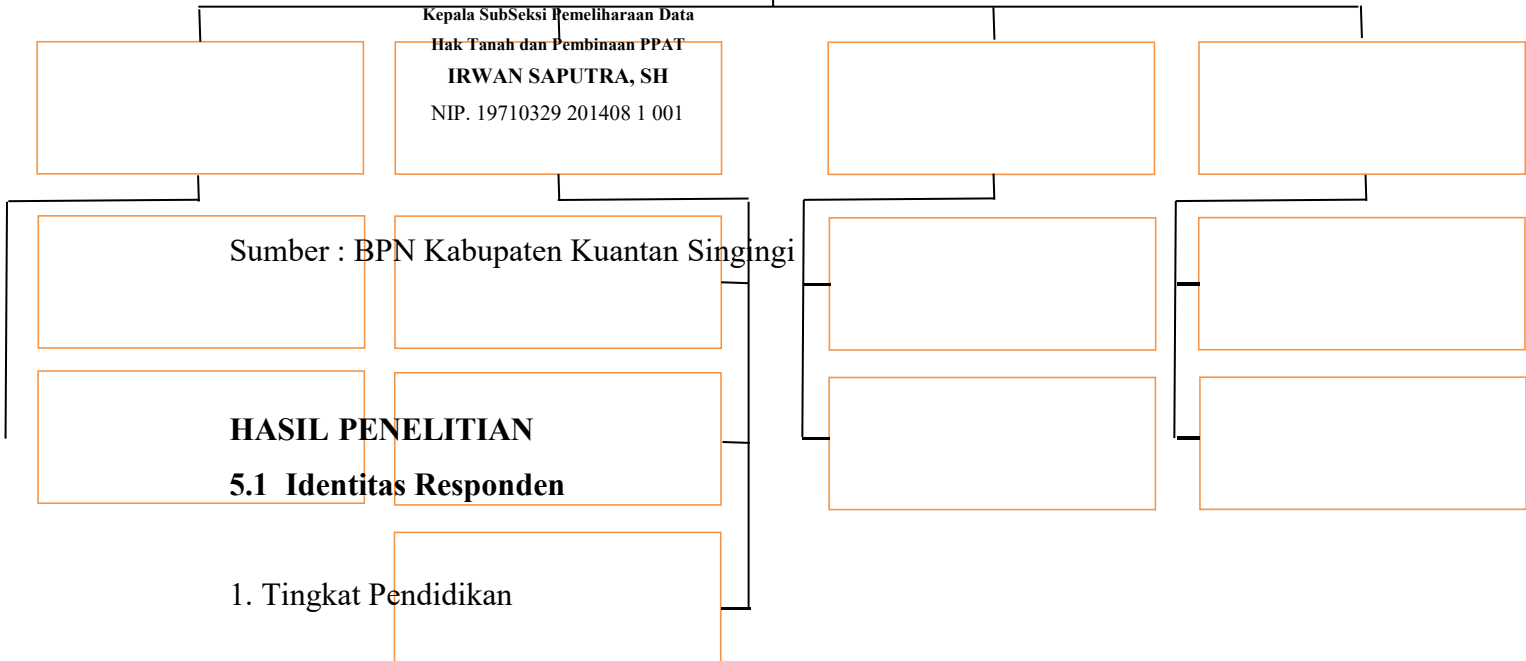 Kepala SubSeksi Pemeliharaan Data
Hak Tanah dan Pembinaan PPAT
IRWAN SAPUTRA, SH
NIP. 19710329 201408 1 001
Sumber : BPN Kabupaten Kuantan Singingi
HASIL PENELITIAN
5.1 Identitas Responden
1. Tingkat Pendidikan